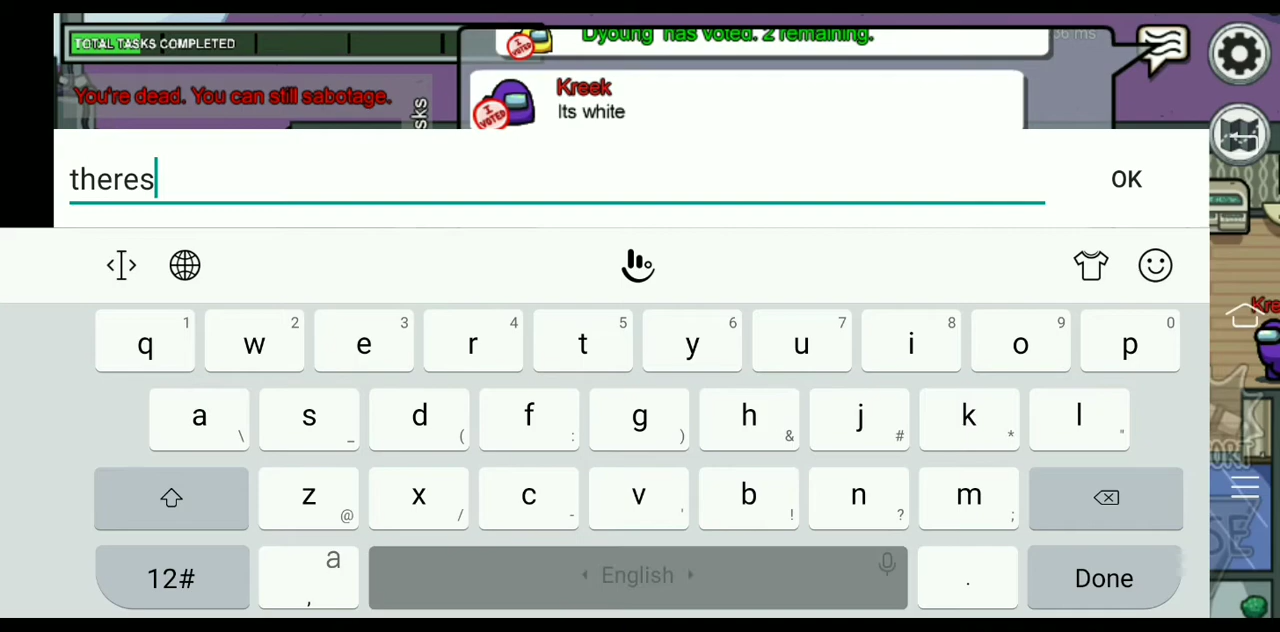 TOTAL TASKS COMPLETED
Dyoung has voted. 2 remaining.
You're dead. You can still sabotage.
I VOTED
Kreek
Its white
theres
OK
q 1 w 2 e 3 r 4 t 5 y 6 u 7 i 8 o 9 p 0
a \ s _ d ( f : g ) h & j # k * l "
z @ x / c - v ' b ! n ? m ;
12# , a English . Done